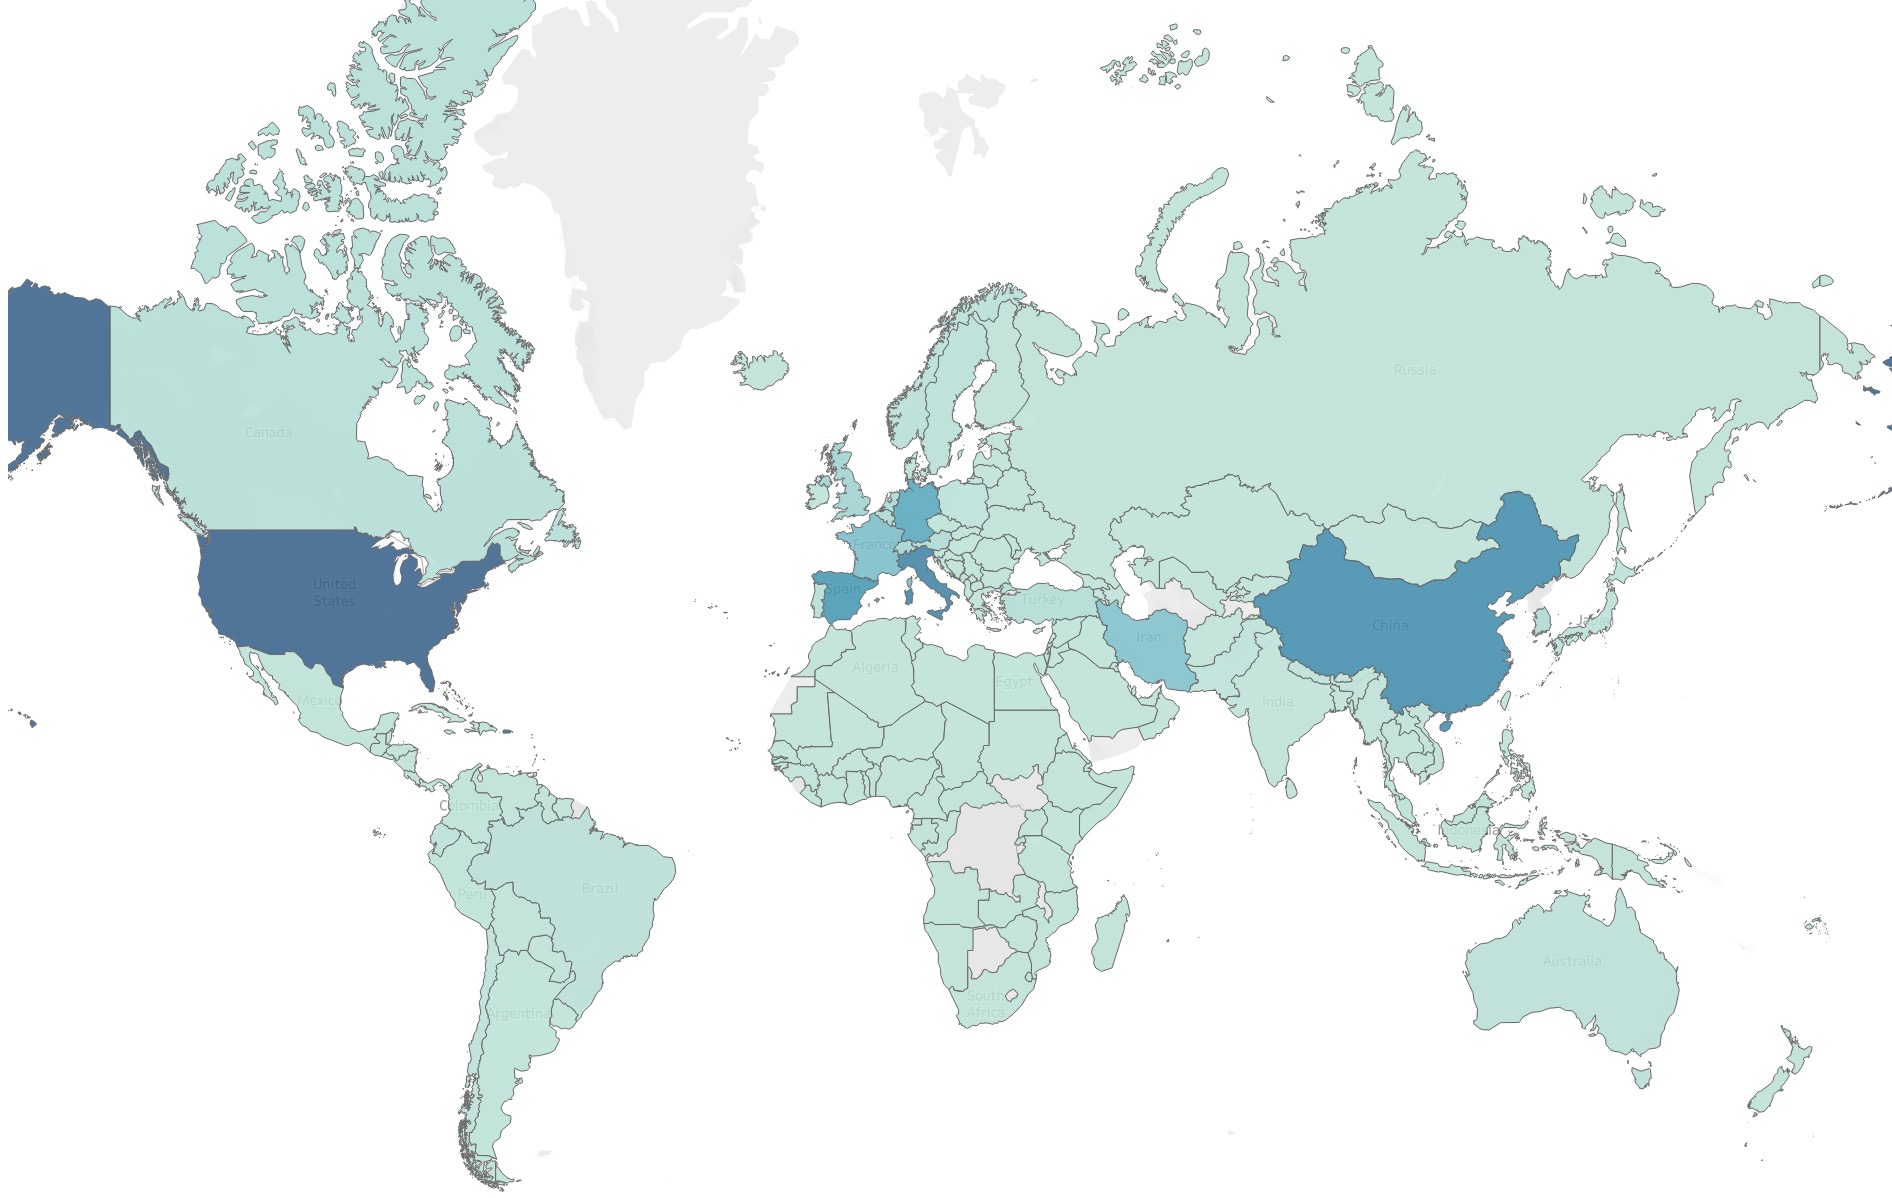 Russia
Canada
France
United
States
Spain
Turkey
China
Japan
Iran
Algeria
Egypt
Mexico
India
Colombia
Indonesia
Brazil
Peru
Australia
South
Africa
Argentina